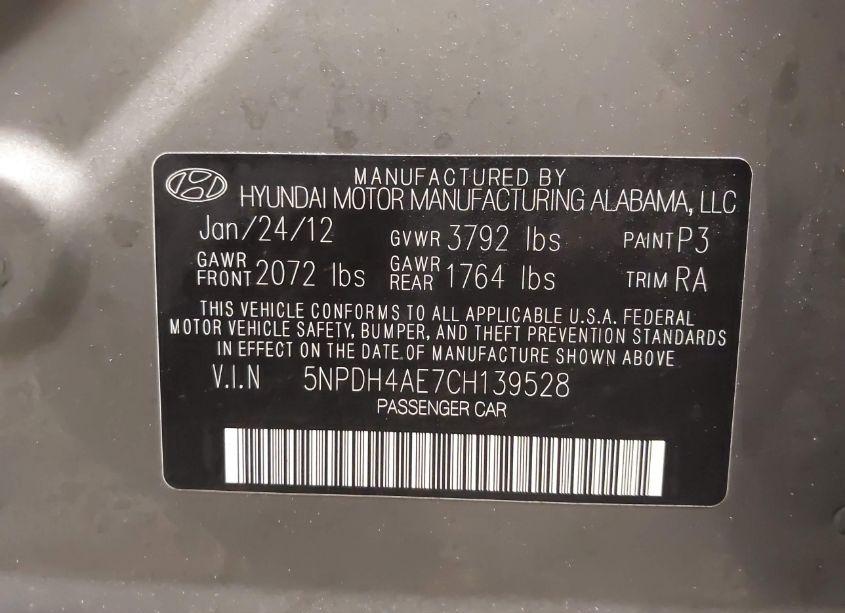 MANUFACTURED BY
HYUNDAI MOTOR MANUFACTURING ALABAMA, LLC
Jan/24/12 GVWR 3792 lbs PAINT P3
GAWR FRONT 2072 lbs GAWR REAR 1764 lbs TRIM RA
THIS VEHICLE CONFORMS TO ALL APPLICABLE U.S.A. FEDERAL
MOTOR VEHICLE SAFETY, BUMPER, AND THEFT PREVENTION STANDARDS
IN EFFECT ON THE DATE OF MANUFACTURE SHOWN ABOVE
V.I.N 5NPDH4AE7CH139528
PASSENGER CAR